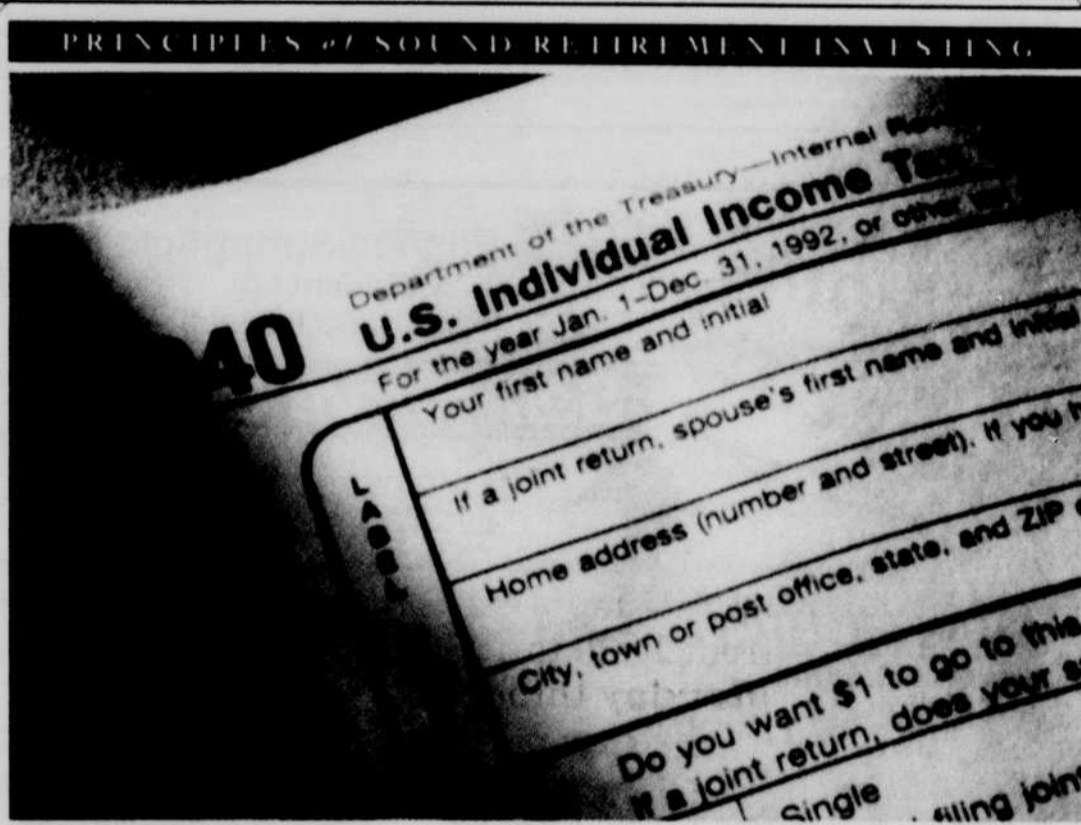 PRINCIPLES of SOUND RETIREMENT INVESTING
Department of the Treasury—Internal
40 U.S. Individual Income Tax
For the year Jan. 1–Dec. 31, 1992, or other
Your first name and initial
LABEL
If a joint return, spouse's first name and initial
Home address (number and street). If you
City, town or post office, state, and ZIP
Do you want $1 to go to this
If a joint return, does your
Single
filing joint